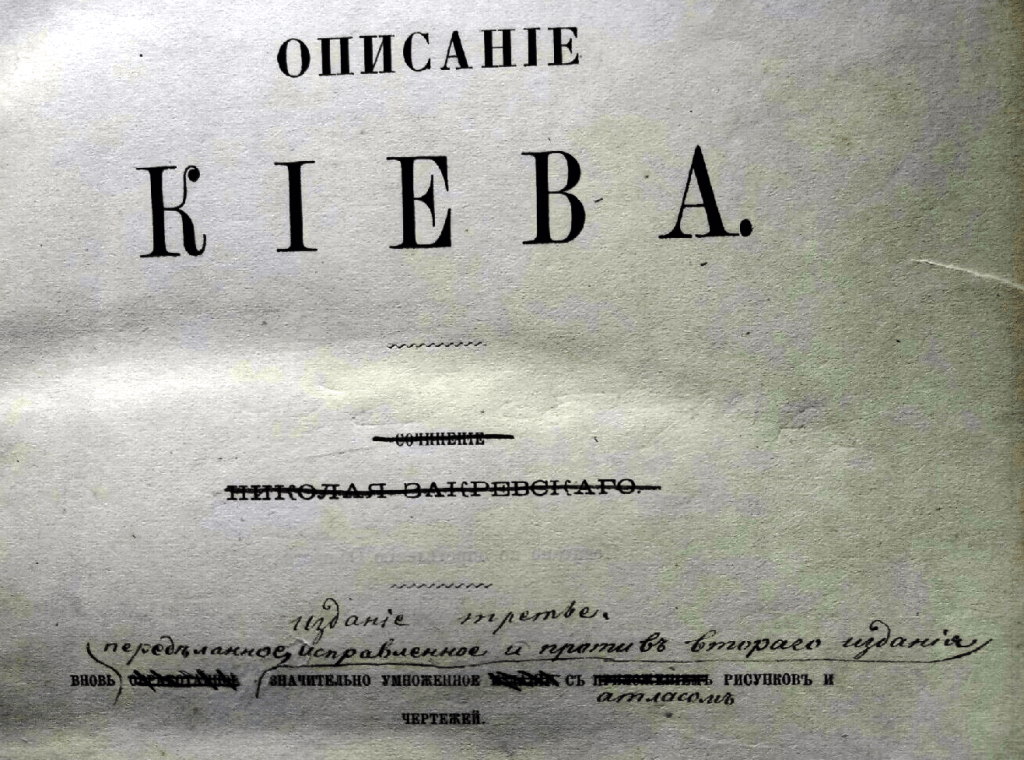 ОПИСАНІЕ
КІЕВА.
СОЧИНЕНІЕ
НИКОЛАЯ ЗАКРЕВСКАГО.
изданіе третье.
передѣланное, исправленное и противъ втораго изданія
ВНОВЬ ЗНАЧИТЕЛЬНО УМНОЖЕННОЕ СЪ ПРИЛОЖЕНІЕМЪ РИСУНКОВЪ И
атласомъ
ЧЕРТЕЖЕЙ.